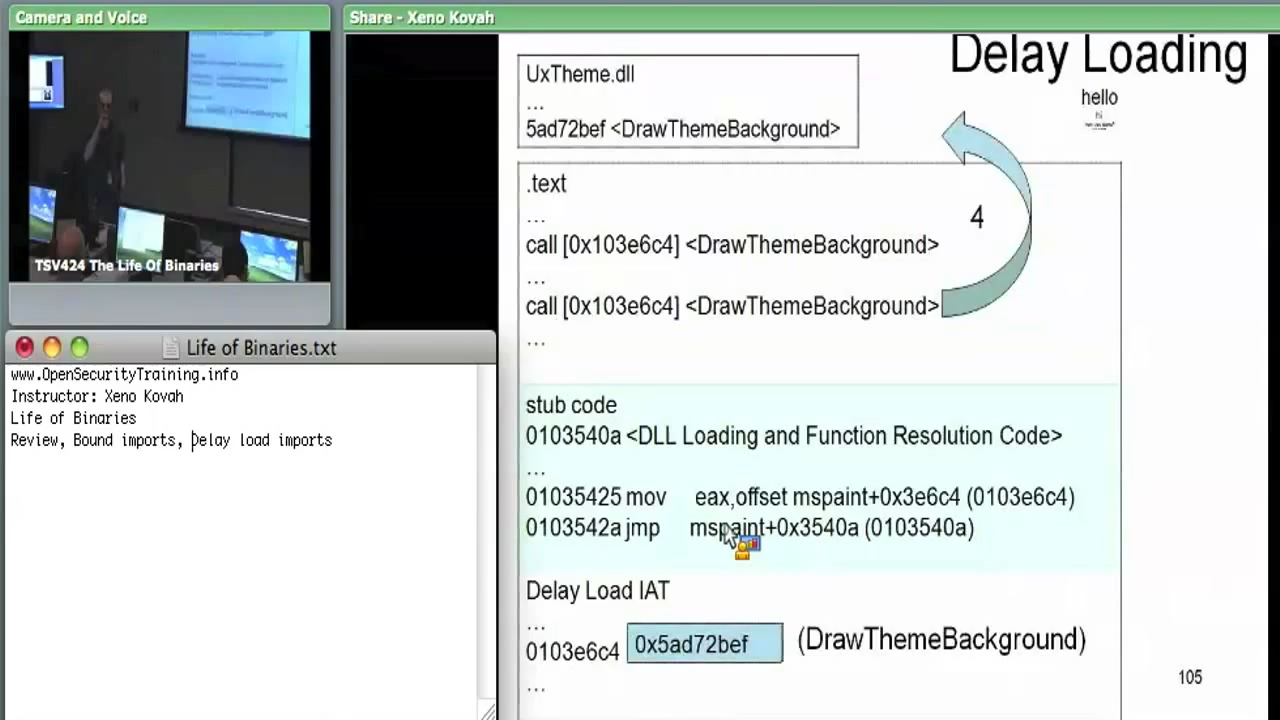 Camera and Voice
TSV424 The Life Of Binaries
Life of Binaries.txt
www.OpenSecurityTraining.info
Instructor: Xeno Kovah
Life of Binaries
Review, Bound imports, Delay load imports
Share - Xeno Kovah
Delay Loading
hello
hi
UxTheme.dll
...
5ad72bef <DrawThemeBackground>
.text
...
call [0x103e6c4] <DrawThemeBackground>
...
call [0x103e6c4] <DrawThemeBackground>
...
4
stub code
0103540a <DLL Loading and Function Resolution Code>
...
01035425 mov eax,offset mspaint+0x3e6c4 (0103e6c4)
0103542a jmp mspaint+0x3540a (0103540a)
Delay Load IAT
...
0103e6c4 0x5ad72bef (DrawThemeBackground)
...
105